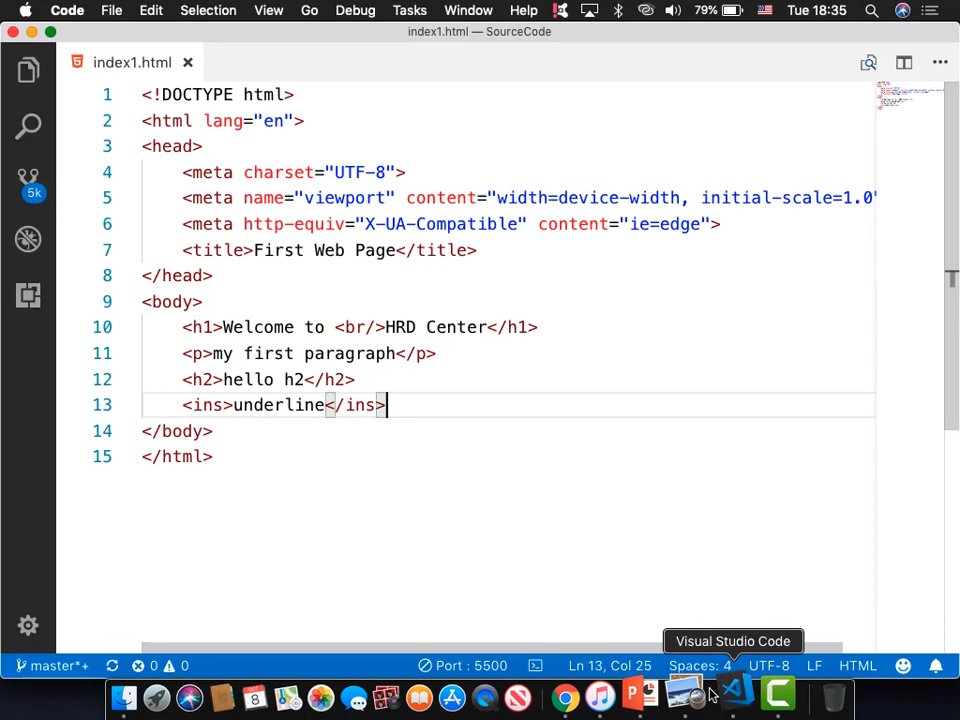 Code File Edit Selection View Go Debug Tasks Window Help 79% Tue 18:35
index1.html — SourceCode
index1.html
1 <!DOCTYPE html>
2 <html lang="en">
3 <head>
4 <meta charset="UTF-8">
5 <meta name="viewport" content="width=device-width, initial-scale=1.0"
6 <meta http-equiv="X-UA-Compatible" content="ie=edge">
7 <title>First Web Page</title>
8 </head>
9 <body>
10 <h1>Welcome to <br/>HRD Center</h1>
11 <p>my first paragraph</p>
12 <h2>hello h2</h2>
13 <ins>underline</ins>
14 </body>
15 </html>
5k
Visual Studio Code
master*+ 0 0 Port : 5500 Ln 13, Col 25 Spaces: 4 UTF-8 LF HTML
8